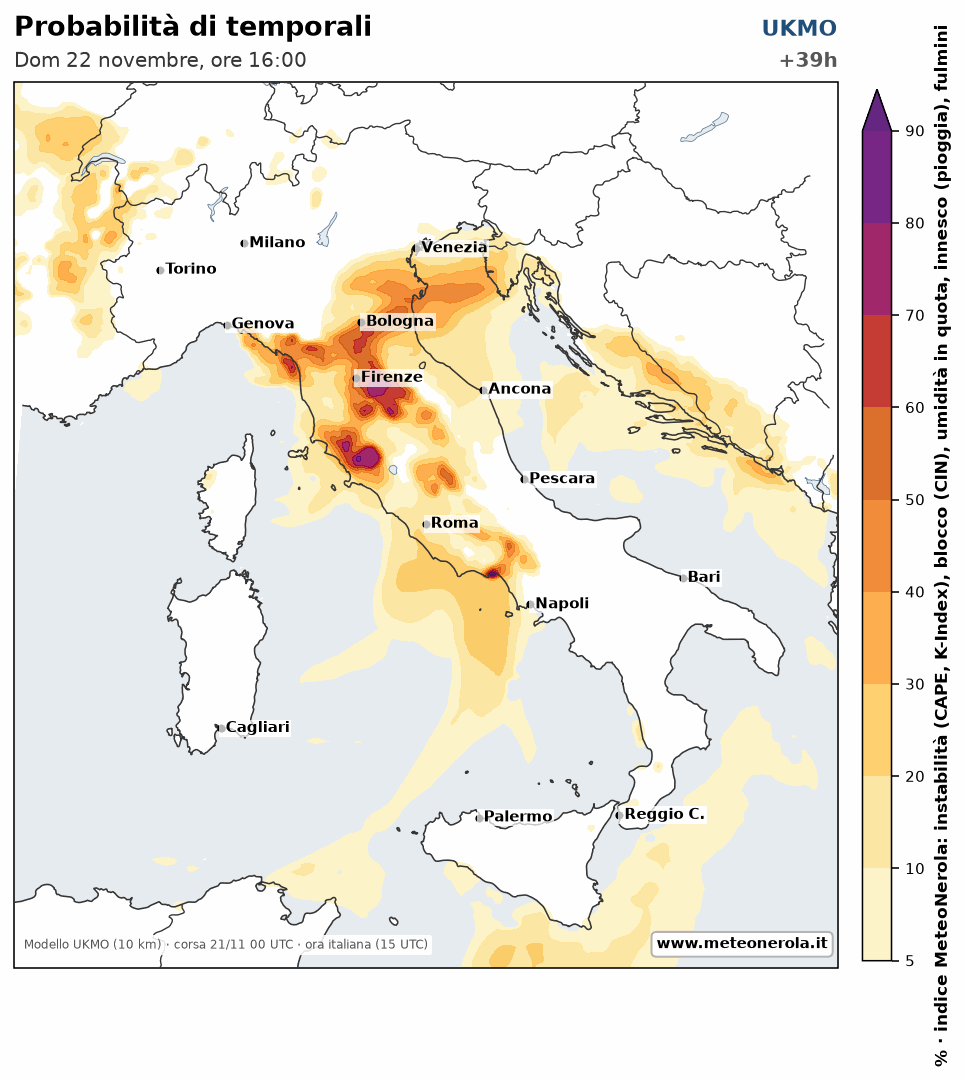 Probabilità di temporali
UKMO
Dom 22 novembre, ore 16:00
+39h
Milano
Venezia
Torino
Genova
Bologna
Firenze
Ancona
Pescara
Roma
Bari
Napoli
Cagliari
Palermo
Reggio C.
Modello UKMO (10 km) · corsa 21/11 00 UTC · ora italiana (15 UTC)
www.meteonerola.it
90
80
70
60
50
40
30
20
10
5
% · indice MeteoNerola: instabilità (CAPE, K-Index), blocco (CIN), umidità in quota, innesco (pioggia), fulmini